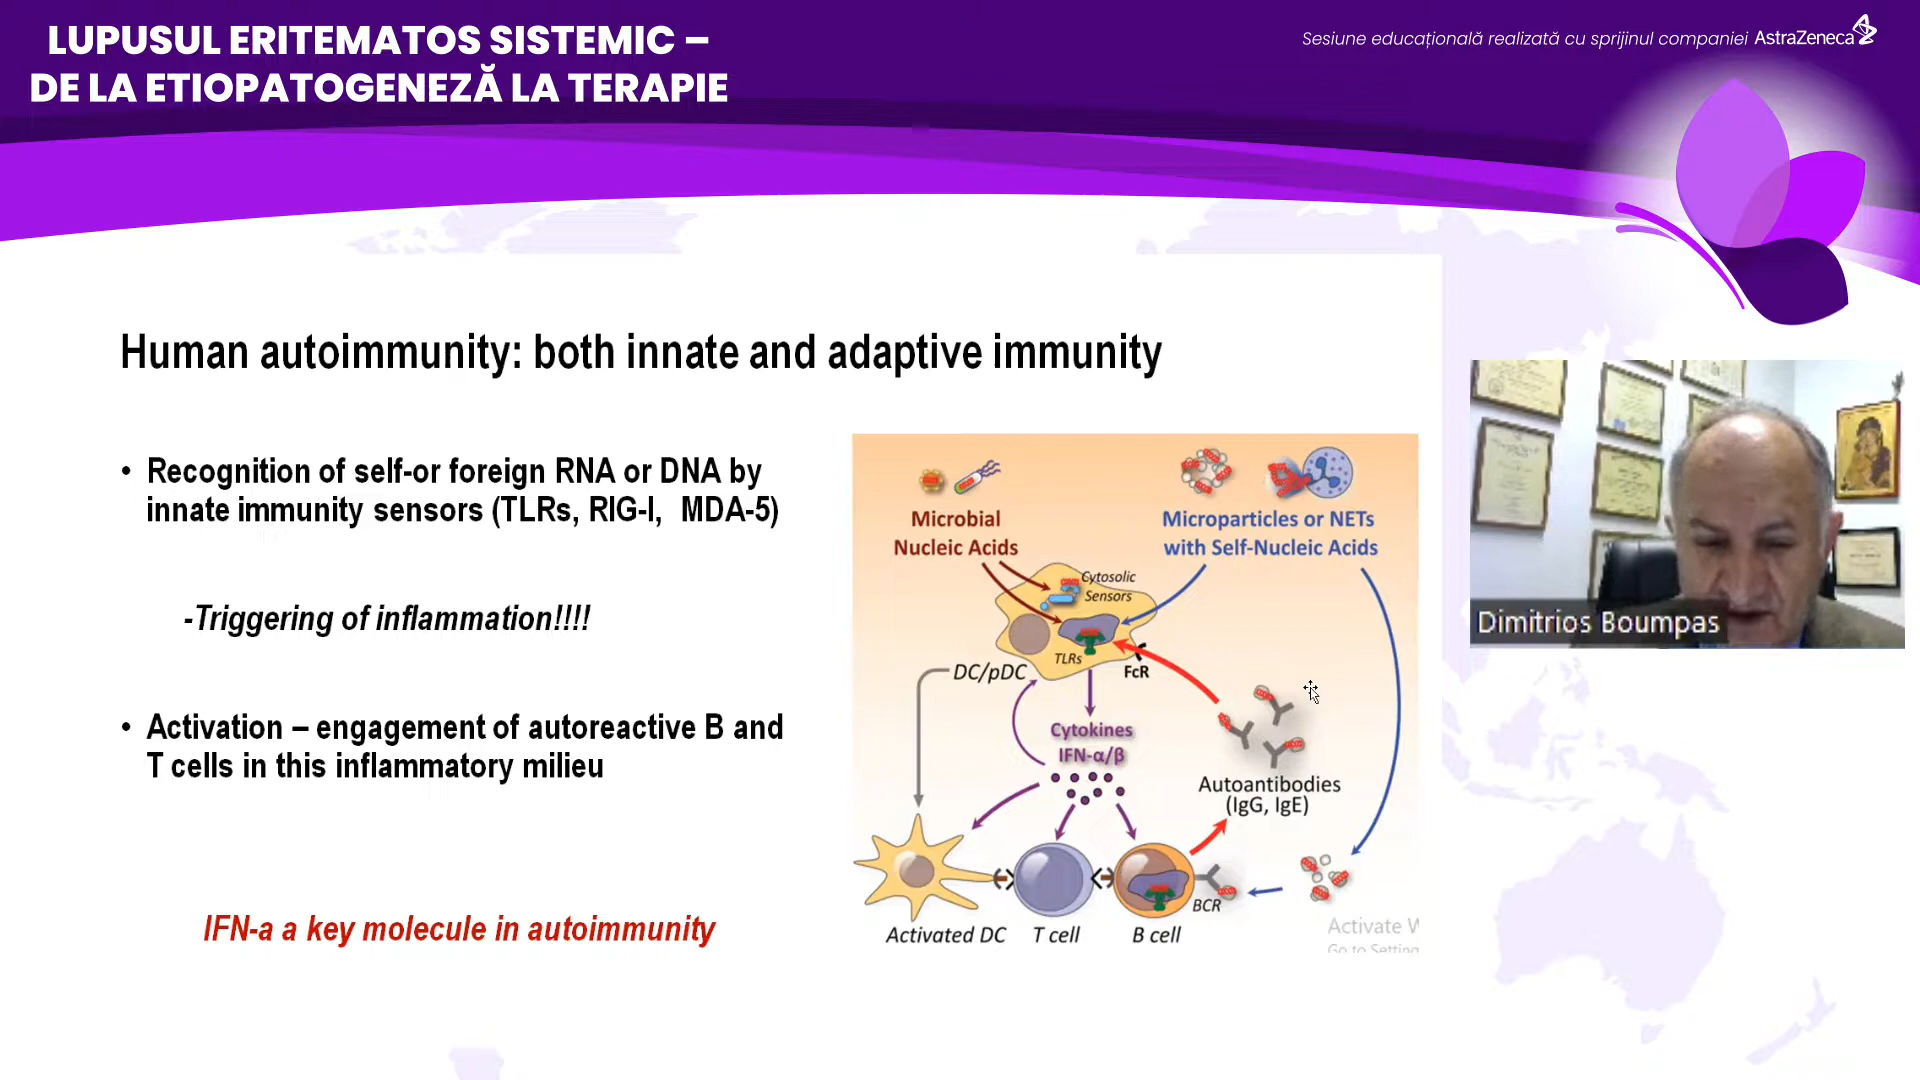 LUPUSUL ERITEMATOS SISTEMIC –
DE LA ETIOPATOGENEZĂ LA TERAPIE
Sesiune educațională realizată cu sprijinul companiei AstraZeneca
Human autoimmunity: both innate and adaptive immunity
• Recognition of self-or foreign RNA or DNA by
innate immunity sensors (TLRs, RIG-I, MDA-5)
-Triggering of inflammation!!!!
• Activation – engagement of autoreactive B and
T cells in this inflammatory milieu
IFN-a a key molecule in autoimmunity
Microbial
Nucleic Acids
Microparticles or NETs
with Self-Nucleic Acids
Cytosolic
Sensors
TLRs
FcR
DC/pDC
Cytokines
IFN-α/β
Autoantibodies
(IgG, IgE)
BCR
Activated DC
T cell
B cell
Activate W
Go to Setting
Dimitrios Boumpas